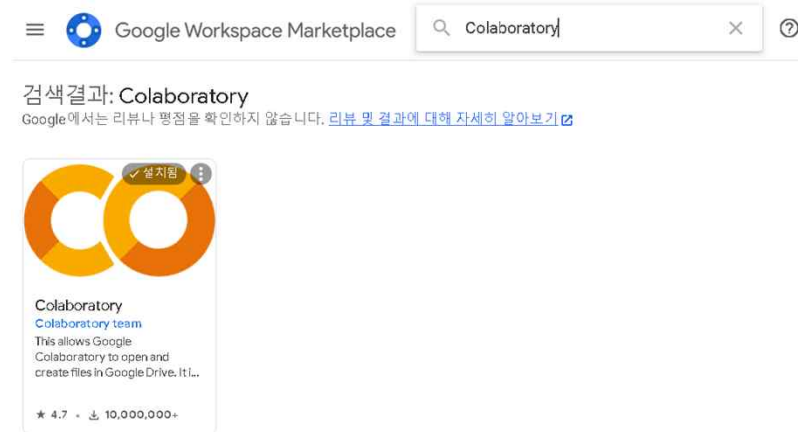 Google Workspace Marketplace
Colaboratory
검색결과: Colaboratory
Google에서는 리뷰나 평점을 확인하지 않습니다. 리뷰 및 결과에 대해 자세히 알아보기
설치됨
Colaboratory
Colaboratory team
This allows Google
Colaboratory to open and
create files in Google Drive. It i...
4.7 • 10,000,000+